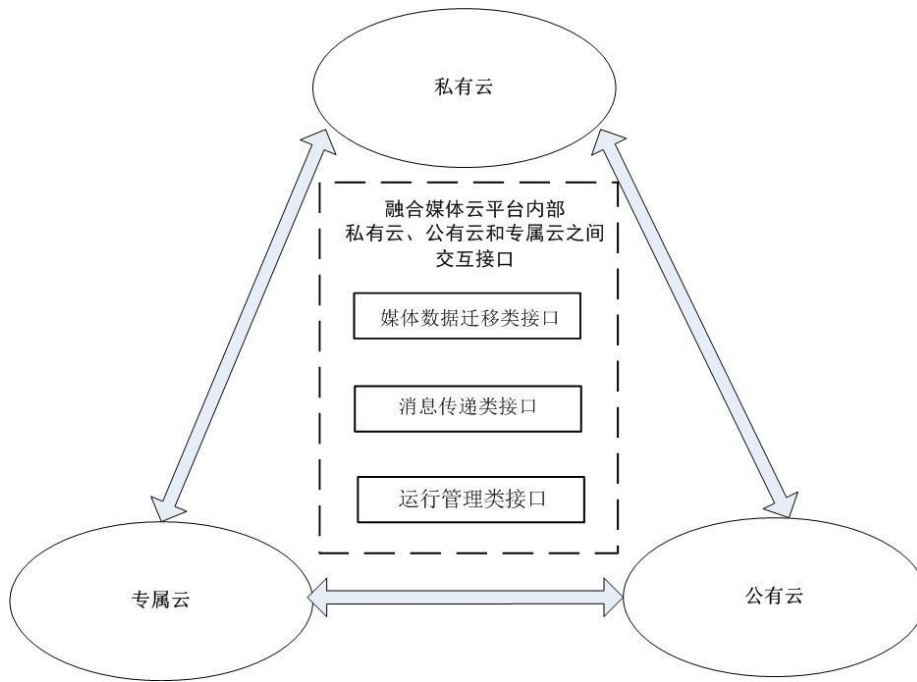 私有云
融合媒体云平台内部
私有云、公有云和专属云之间
交互接口
媒体数据迁移类接口
消息传递类接口
运行管理类接口
专属云
公有云